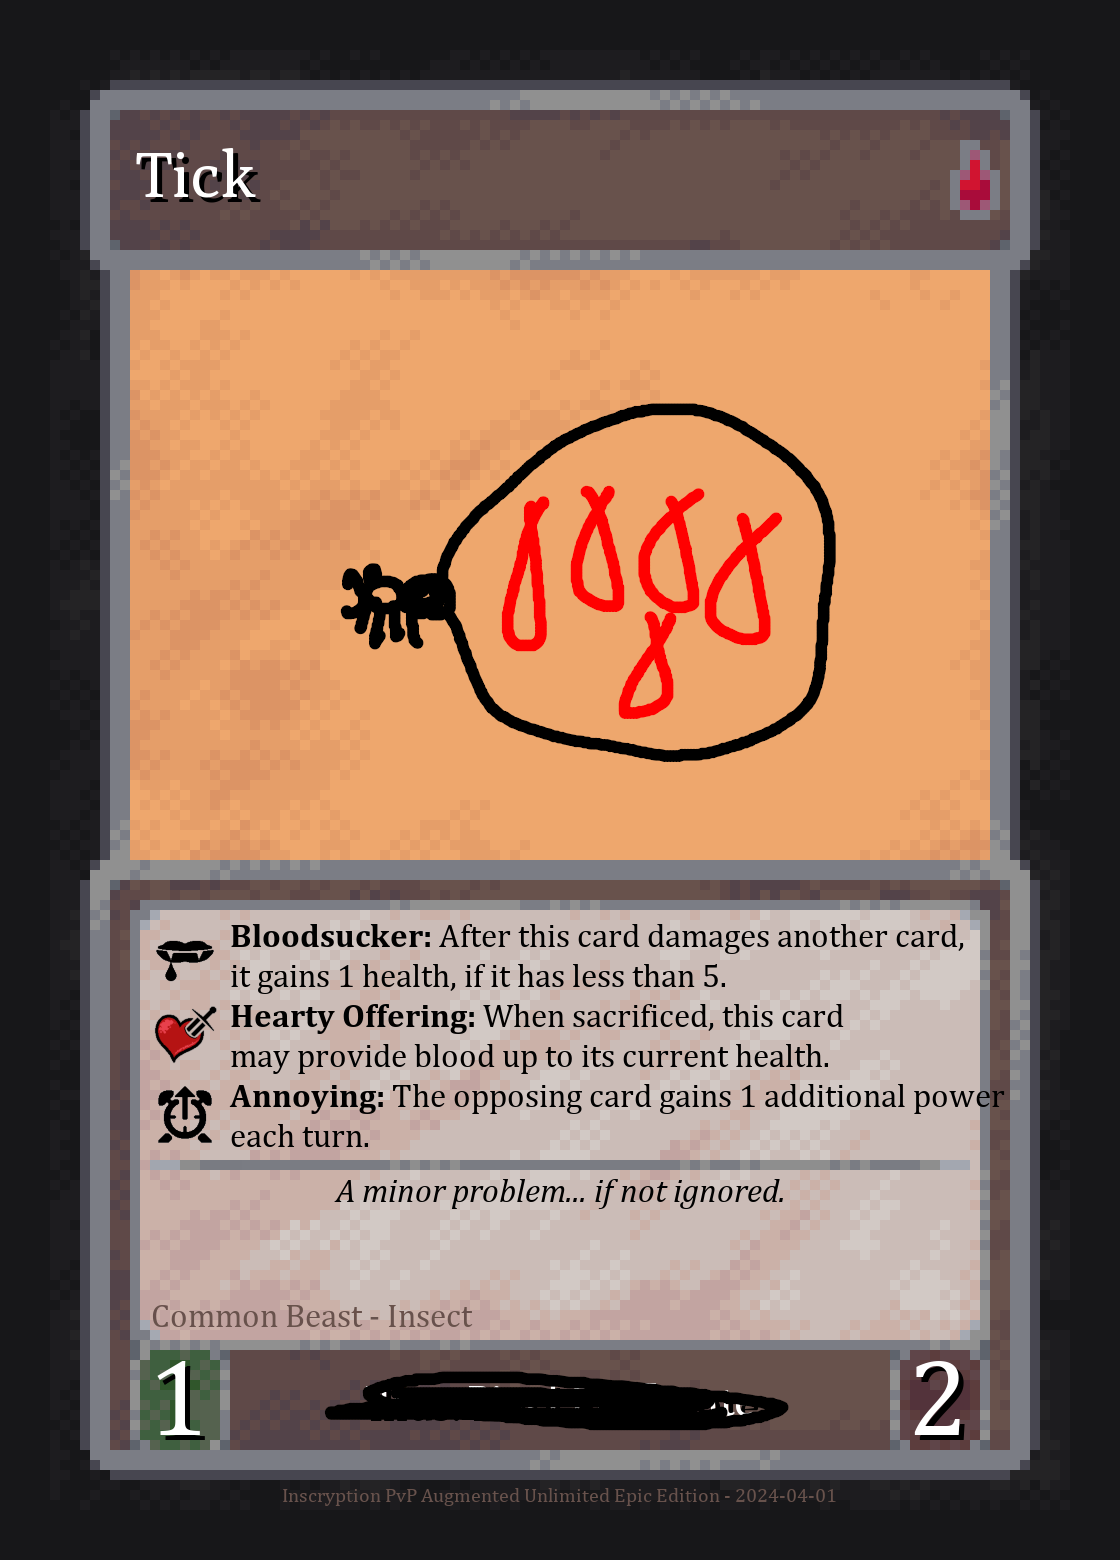 Tick
Bloodsucker: After this card damages another card,
it gains 1 health, if it has less than 5.
Hearty Offering: When sacrificed, this card
may provide blood up to its current health.
Annoying: The opposing card gains 1 additional power
each turn.
A minor problem... if not ignored.
Common Beast - Insect
1
2
Inscryption PvP Augmented Unlimited Epic Edition - 2024-04-01